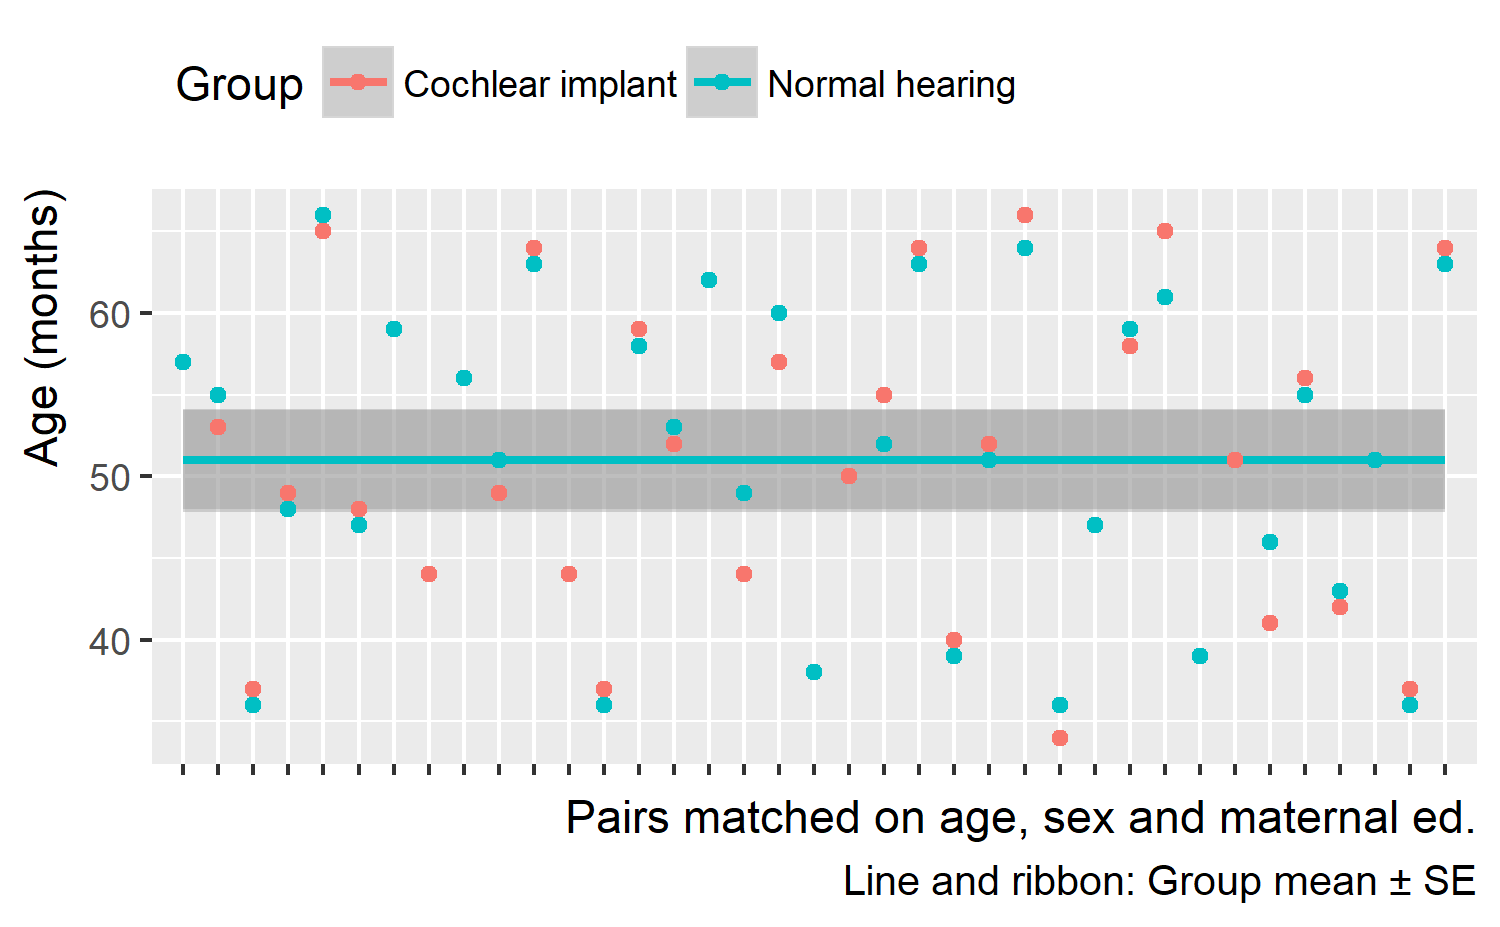 Group Cochlear implant Normal hearing
Age (months)
60
50
40
Pairs matched on age, sex and maternal ed.
Line and ribbon: Group mean ± SE